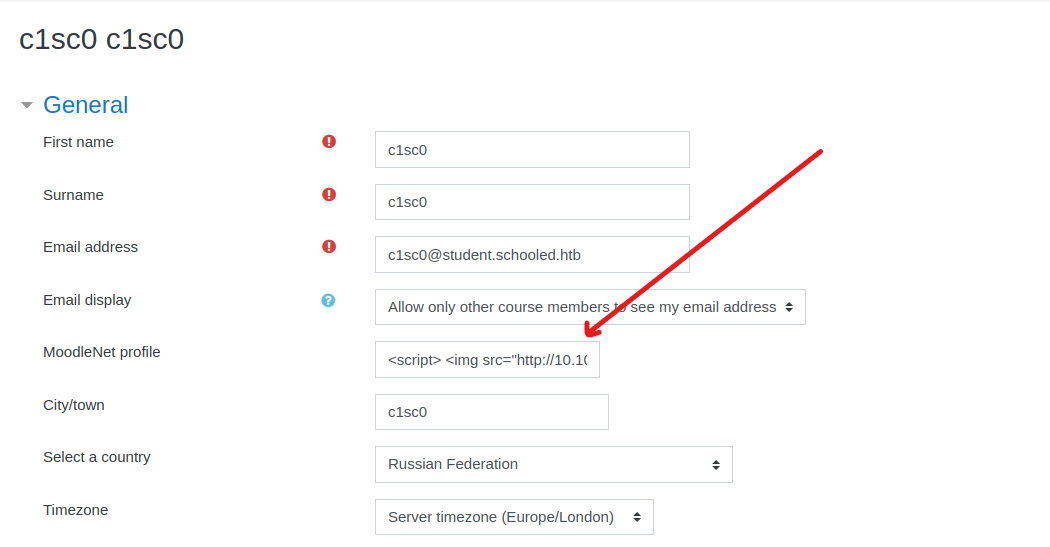 c1sc0 c1sc0
General
First name
c1sc0
Surname
c1sc0
Email address
c1sc0@student.schooled.htb
Email display
Allow only other course members to see my email address
MoodleNet profile
<script> <img src="http://10.10
City/town
c1sc0
Select a country
Russian Federation
Timezone
Server timezone (Europe/London)